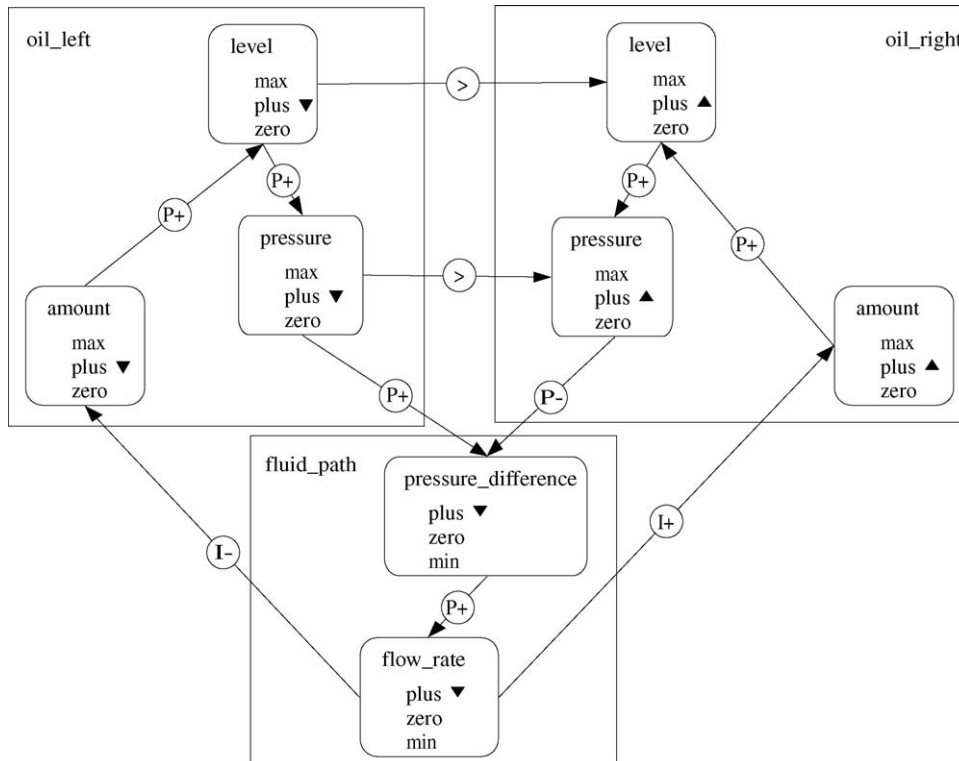 oil_left
level
max
plus ▼
zero
>
level
max
plus ▲
zero
oil_right
P+
P+
P+
P+
pressure
max
plus ▼
zero
>
pressure
max
plus ▲
zero
amount
max
plus ▼
zero
amount
max
plus ▲
zero
P+
P-
fluid_path
pressure_difference
plus ▼
zero
min
I-
I+
P+
flow_rate
plus ▼
zero
min